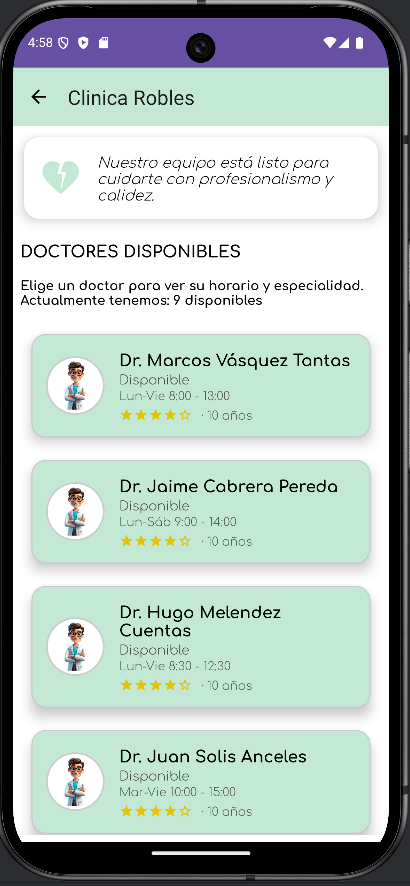 4:58
Clinica Robles
Nuestro equipo está listo para
cuidarte con profesionalismo y
calidez.
DOCTORES DISPONIBLES
Elige un doctor para ver su horario y especialidad.
Actualmente tenemos: 9 disponibles
Dr. Marcos Vásquez Tantas
Disponible
Lun-Vie 8:00 - 13:00
· 10 años
Dr. Jaime Cabrera Pereda
Disponible
Lun-Sáb 9:00 - 14:00
· 10 años
Dr. Hugo Melendez
Cuentas
Disponible
Lun-Vie 8:30 - 12:30
· 10 años
Dr. Juan Solis Anceles
Disponible
Mar-Vie 10:00 - 15:00
· 10 años